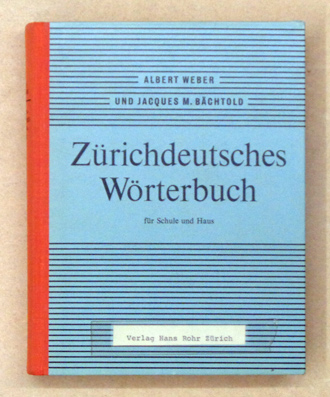 ALBERT WEBER
UND JACQUES M. BÄCHTOLD
Zürichdeutsches
Wörterbuch
für Schule und Haus
Verlag Hans Rohr Zürich